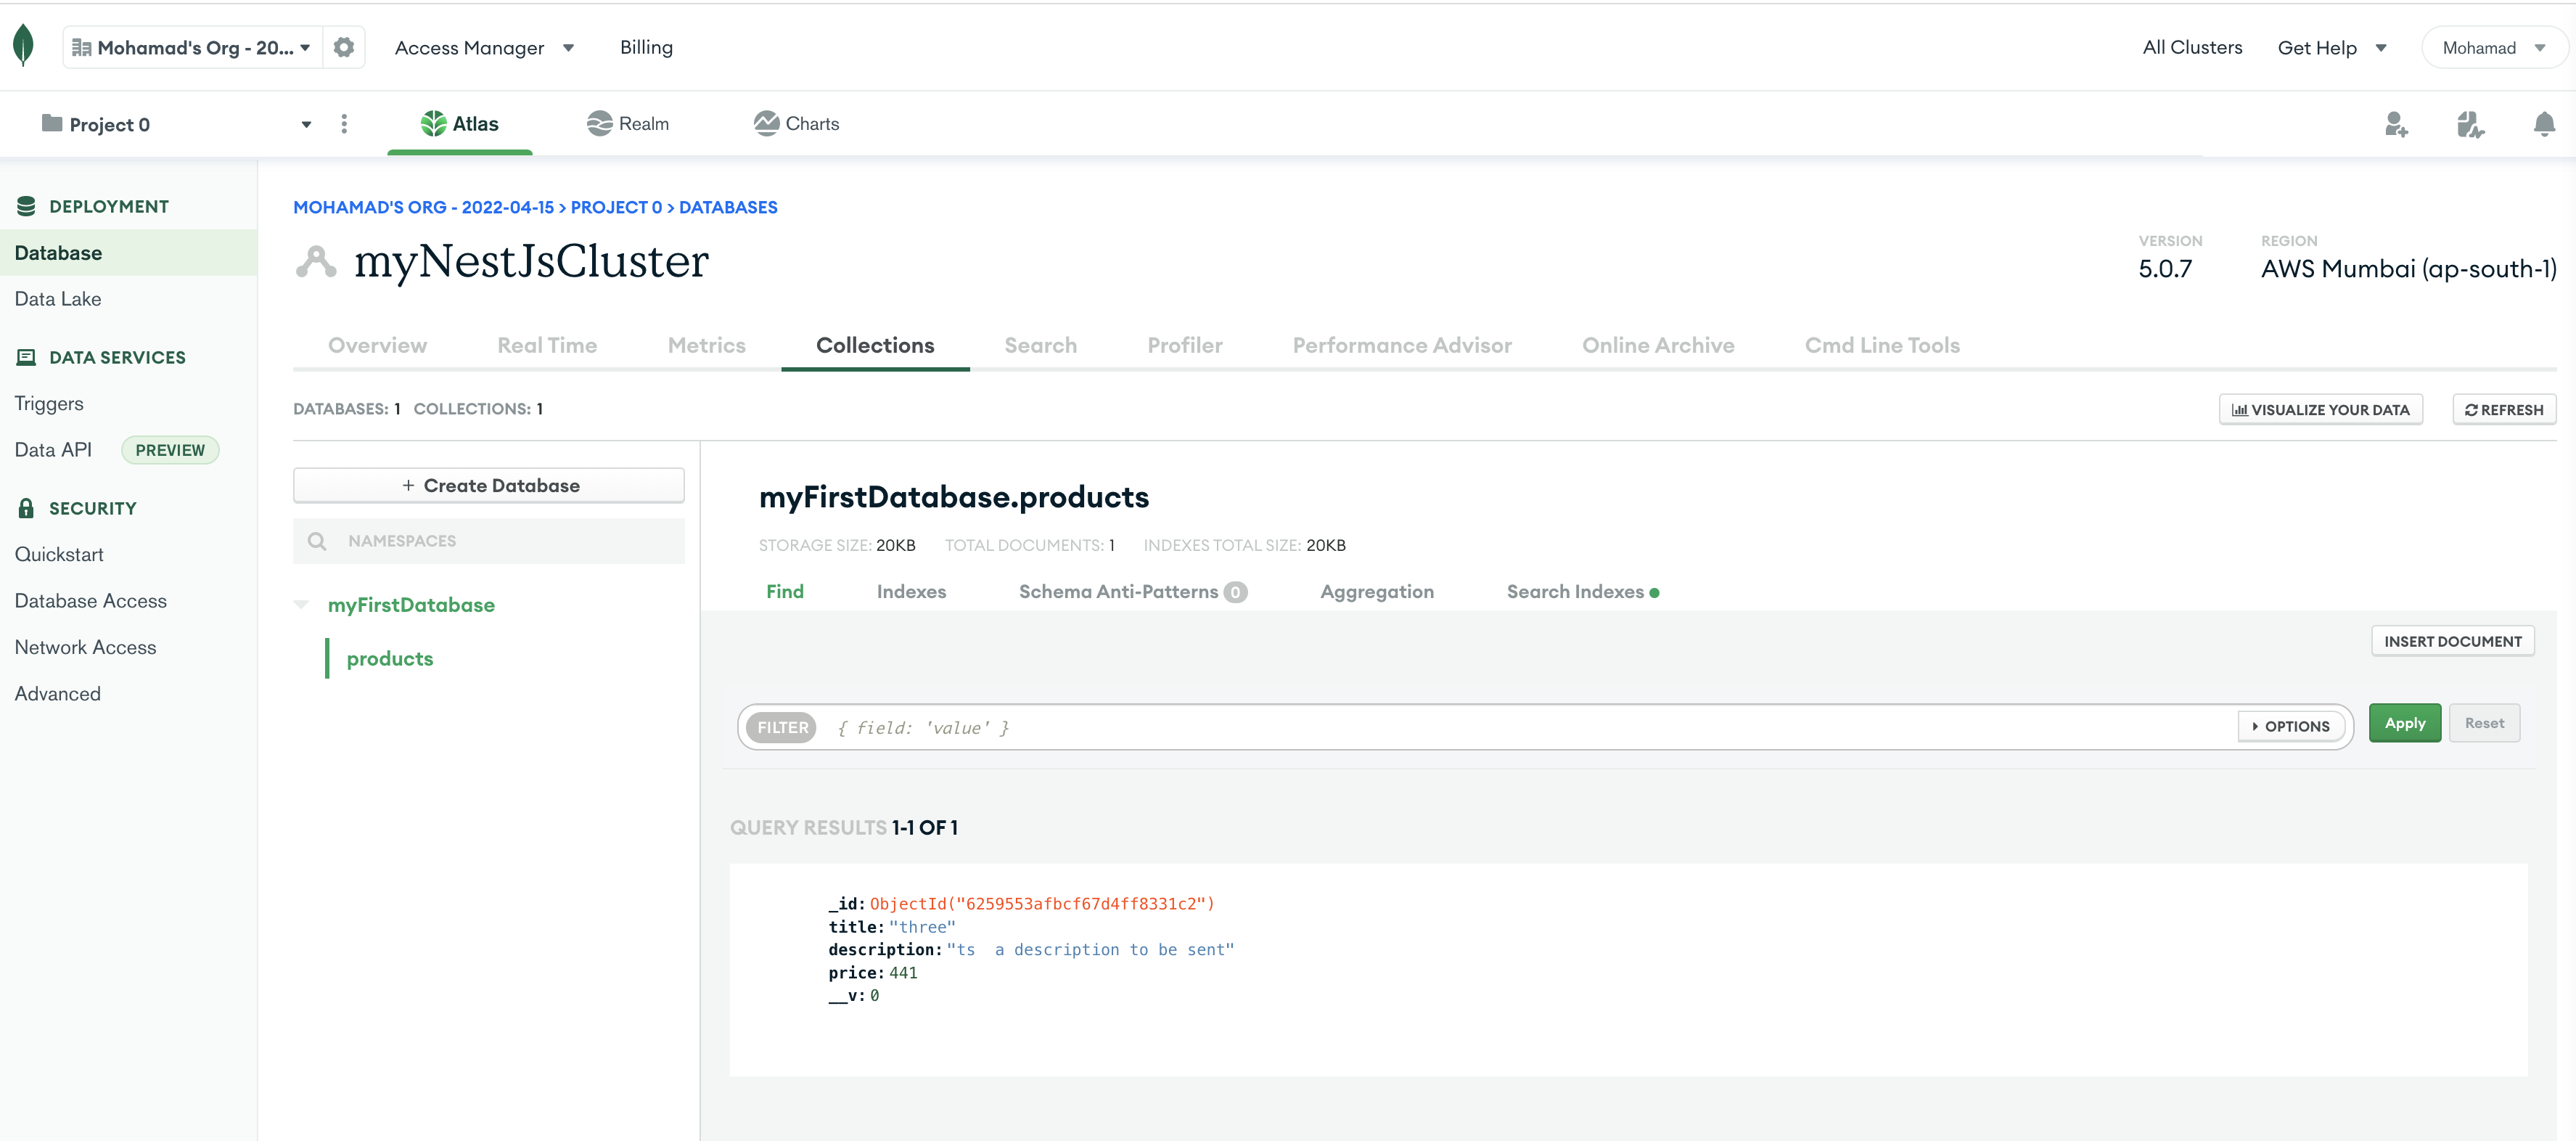 Mohamad's Org - 20...
Access Manager
Billing
All Clusters
Get Help
Mohamad
Project 0
Atlas
Realm
Charts
DEPLOYMENT
Database
Data Lake
DATA SERVICES
Triggers
Data API PREVIEW
SECURITY
Quickstart
Database Access
Network Access
Advanced
MOHAMAD'S ORG - 2022-04-15 > PROJECT 0 > DATABASES
myNestJsCluster
VERSION
5.0.7
REGION
AWS Mumbai (ap-south-1)
Overview Real Time Metrics Collections Search Profiler Performance Advisor Online Archive Cmd Line Tools
DATABASES: 1 COLLECTIONS: 1
VISUALIZE YOUR DATA
REFRESH
+ Create Database
NAMESPACES
myFirstDatabase
products
myFirstDatabase.products
STORAGE SIZE: 20KB TOTAL DOCUMENTS: 1 INDEXES TOTAL SIZE: 20KB
Find Indexes Schema Anti-Patterns 0 Aggregation Search Indexes
INSERT DOCUMENT
FILTER { field: 'value' }
OPTIONS
Apply
Reset
QUERY RESULTS 1-1 OF 1
_id: ObjectId("6259553afbcf67d4ff8331c2")
title: "three"
description: "ts  a description to be sent"
price: 441
__v: 0